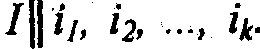 I‖i₁, i₂, ..., iₖ.